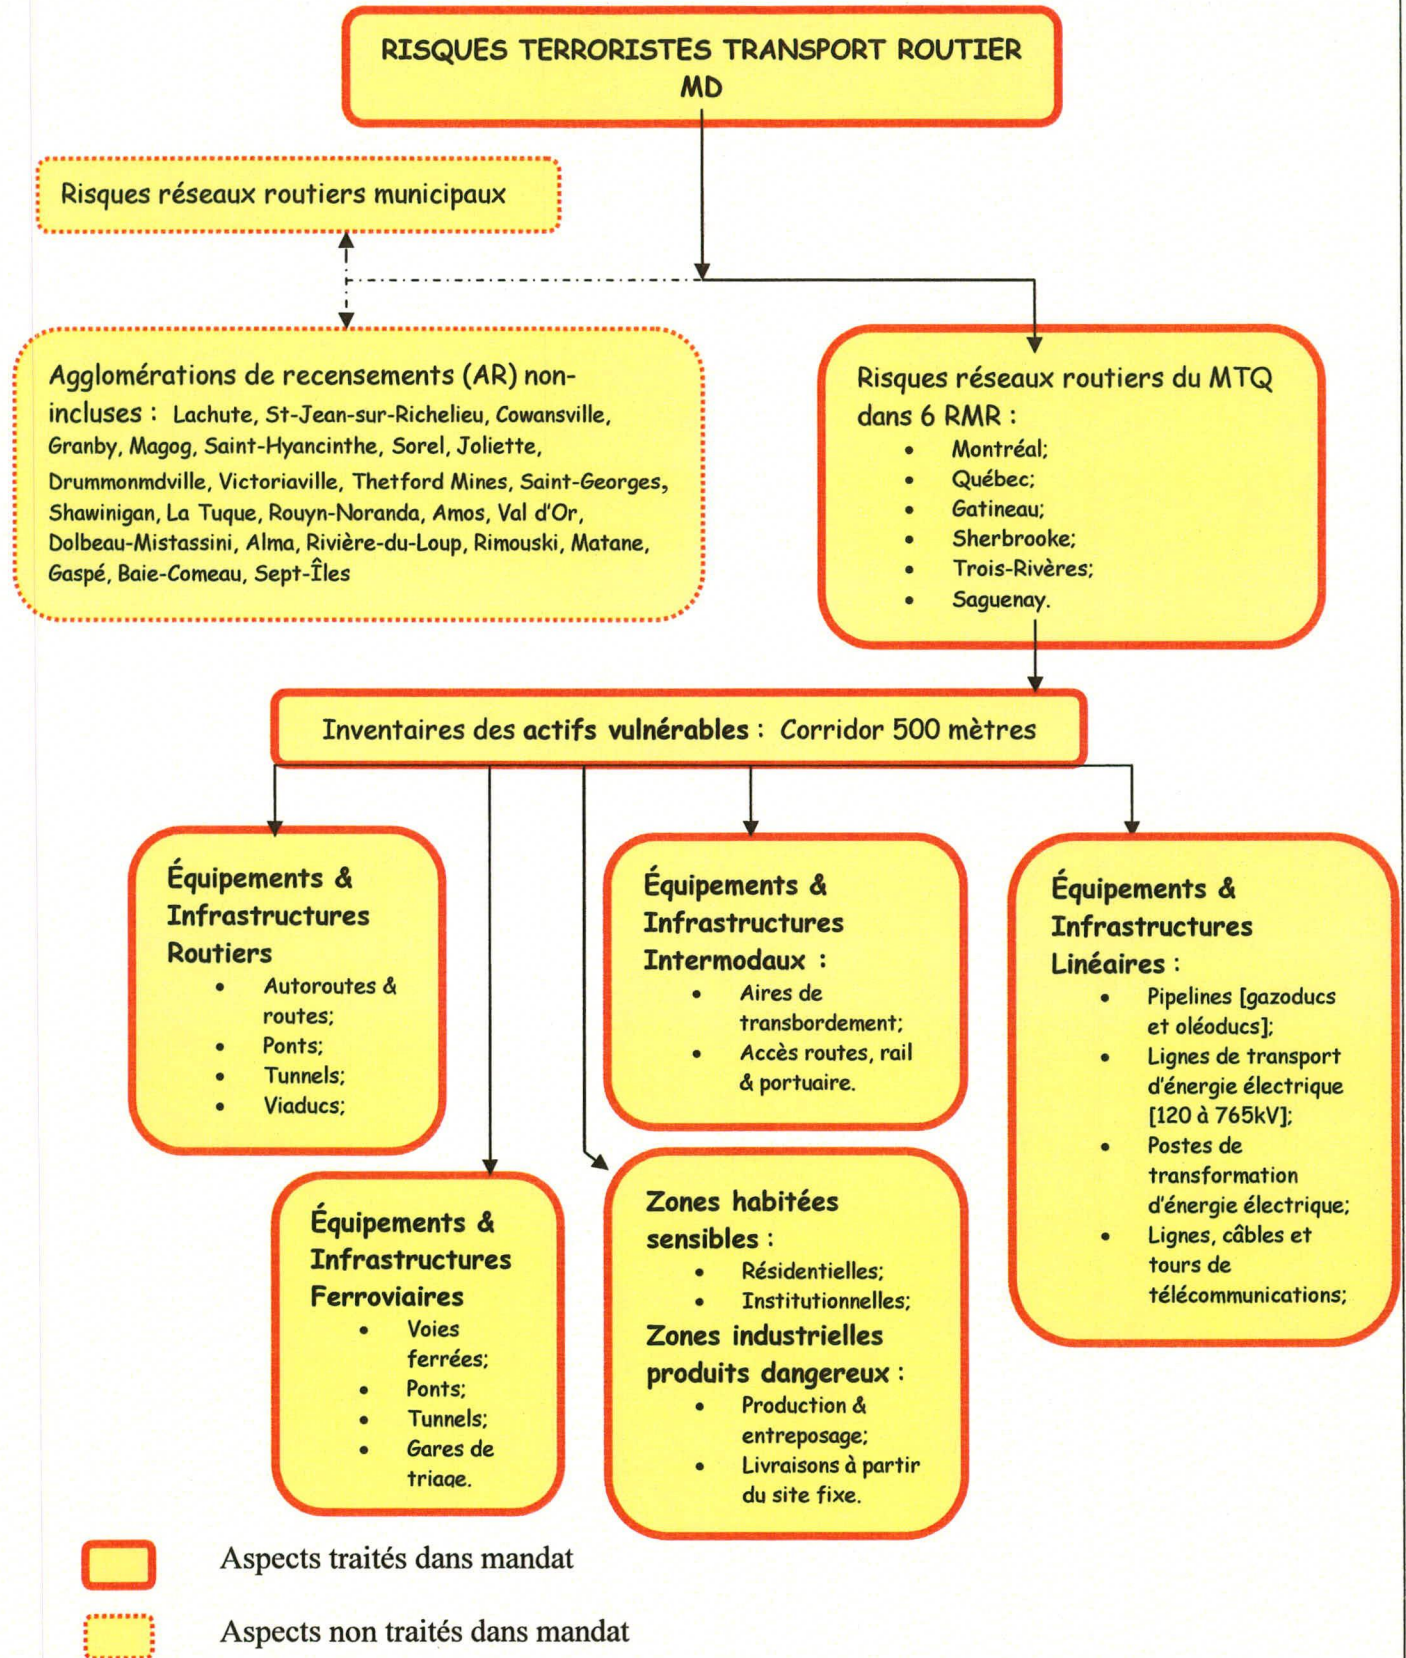 RISQUES TERRORISTES TRANSPORT ROUTIER
MD
Risques réseaux routiers municipaux
Agglomérations de recensements (AR) non-
incluses : Lachute, St-Jean-sur-Richelieu, Cowansville,
Granby, Magog, Saint-Hyancinthe, Sorel, Joliette,
Drummonmdville, Victoriaville, Thetford Mines, Saint-Georges,
Shawinigan, La Tuque, Rouyn-Noranda, Amos, Val d'Or,
Dolbeau-Mistassini, Alma, Rivière-du-Loup, Rimouski, Matane,
Gaspé, Baie-Comeau, Sept-Îles
Risques réseaux routiers du MTQ
dans 6 RMR :
• Montréal;
• Québec;
• Gatineau;
• Sherbrooke;
• Trois-Rivères;
• Saguenay.
Inventaires des actifs vulnérables : Corridor 500 mètres
Équipements &
Infrastructures
Routiers
• Autoroutes &
routes;
• Ponts;
• Tunnels;
• Viaducs;
Équipements &
Infrastructures
Intermodaux :
• Aires de
transbordement;
• Accès routes, rail
& portuaire.
Équipements &
Infrastructures
Linéaires :
• Pipelines [gazoducs
et oléoducs];
• Lignes de transport
d'énergie électrique
[120 à 765kV];
• Postes de
transformation
d'énergie électrique;
• Lignes, câbles et
tours de
télécommunications;
Équipements &
Infrastructures
Ferroviaires
• Voies
ferrées;
• Ponts;
• Tunnels;
• Gares de
triage.
Zones habitées
sensibles :
• Résidentielles;
• Institutionnelles;
Zones industrielles
produits dangereux :
• Production &
entreposage;
• Livraisons à partir
du site fixe.
Aspects traités dans mandat
Aspects non traités dans mandat